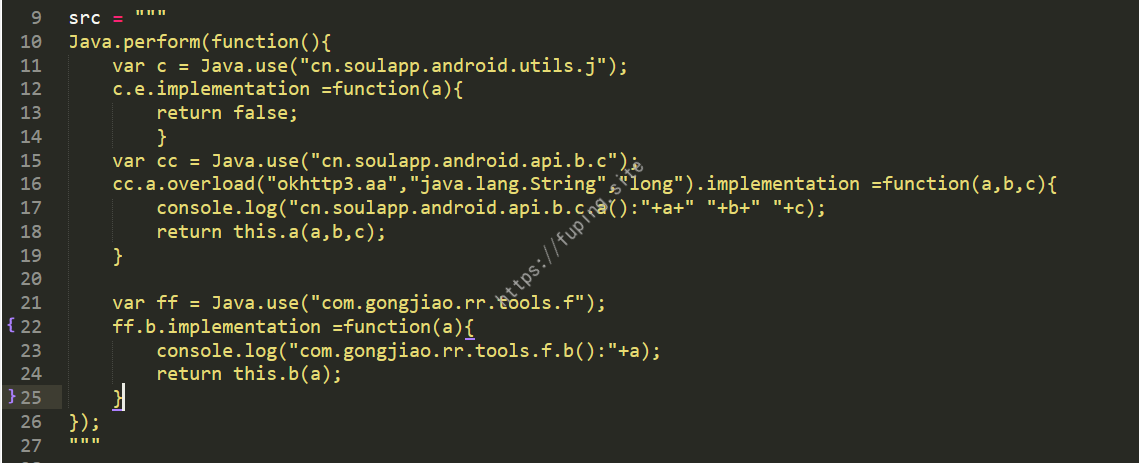 9 src = """
10 Java.perform(function(){
11 var c = Java.use("cn.soulapp.android.utils.j");
12 c.e.implementation =function(a){
13 return false;
14 }
15 var cc = Java.use("cn.soulapp.android.api.b.c");
16 cc.a.overload("okhttp3.aa","java.lang.String","long").implementation =function(a,b,c){
17 console.log("cn.soulapp.android.api.b.c.a():"+a+" "+b+" "+c);
18 return this.a(a,b,c);
19 }
20
21 var ff = Java.use("com.gongjiao.rr.tools.f");
{ 22 ff.b.implementation =function(a){
23 console.log("com.gongjiao.rr.tools.f.b():"+a);
24 return this.b(a);
} 25 }
26 });
27 """
https://fuping.site